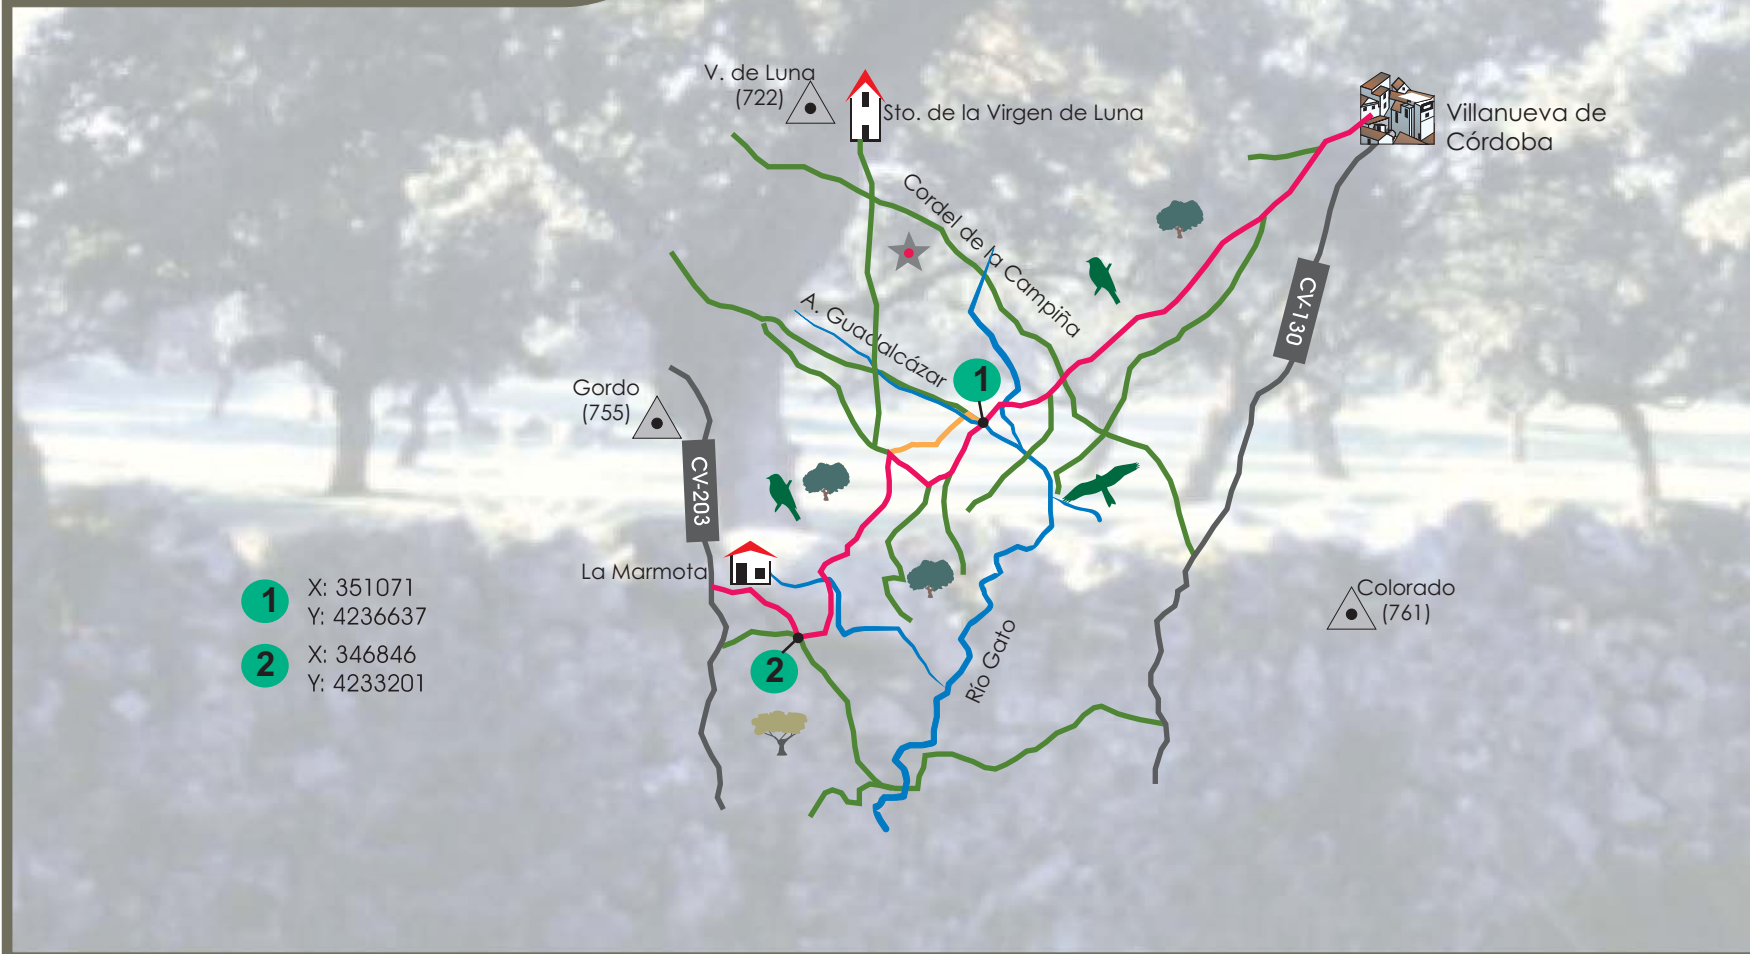 V. de Luna
(722)
Sto. de la Virgen de Luna
Villanueva de
Córdoba
Cordel de la Campiña
A. Guadalcázar
CV-130
1
Gordo
(755)
CV-203
La Marmota
1
X: 351071
Y: 4236637
2
X: 346846
Y: 4233201
Colorado
(761)
2
Río Gato